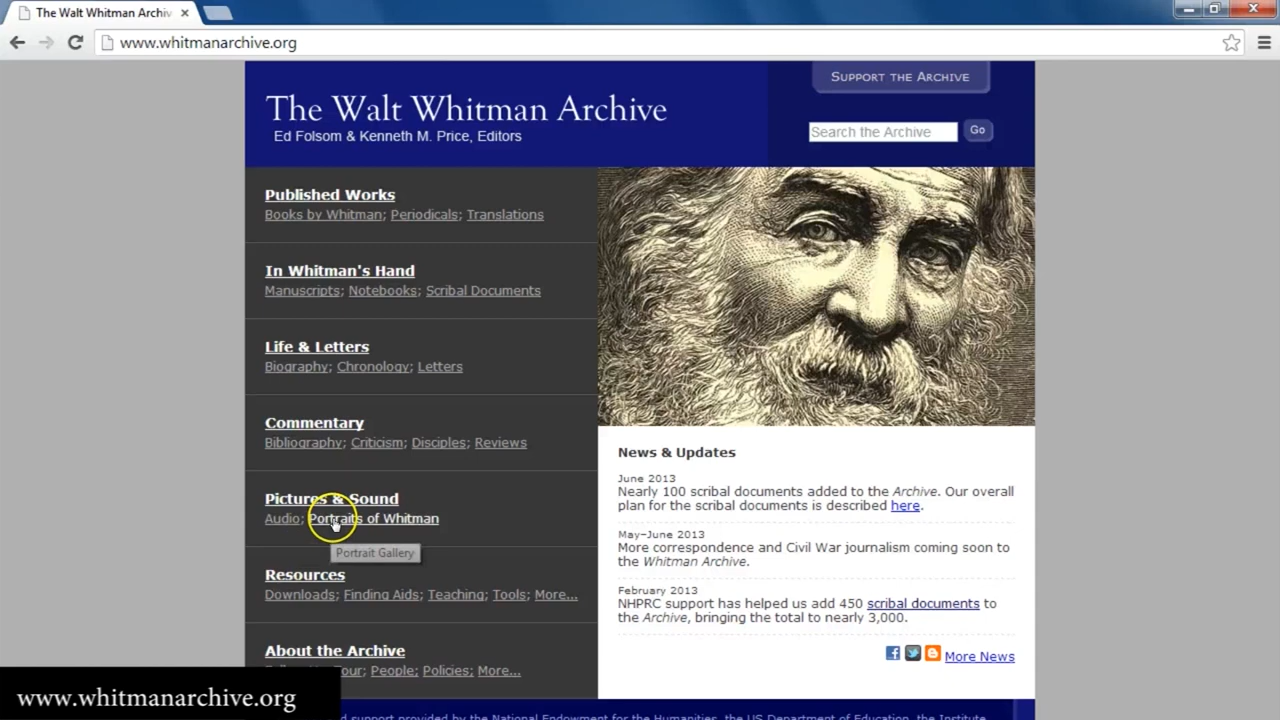 The Walt Whitman Archiv
www.whitmanarchive.org
SUPPORT THE ARCHIVE
The Walt Whitman Archive
Ed Folsom & Kenneth M. Price, Editors
Search the Archive Go
Published Works
Books by Whitman; Periodicals; Translations
In Whitman's Hand
Manuscripts; Notebooks; Scribal Documents
Life & Letters
Biography; Chronology; Letters
Commentary
Bibliography; Criticism; Disciples; Reviews
Pictures & Sound
Audio; Portraits of Whitman
Portrait Gallery
Resources
Downloads; Finding Aids; Teaching; Tools; More...
About the Archive
People; Policies; More...
News & Updates
June 2013
Nearly 100 scribal documents added to the Archive. Our overall
plan for the scribal documents is described here.
May–June 2013
More correspondence and Civil War journalism coming soon to
the Whitman Archive.
February 2013
NHPRC support has helped us add 450 scribal documents to
the Archive, bringing the total to nearly 3,000.
More News
www.whitmanarchive.org
support provided by the National Endowment for the Humanities, the US Department of Education, the Institute